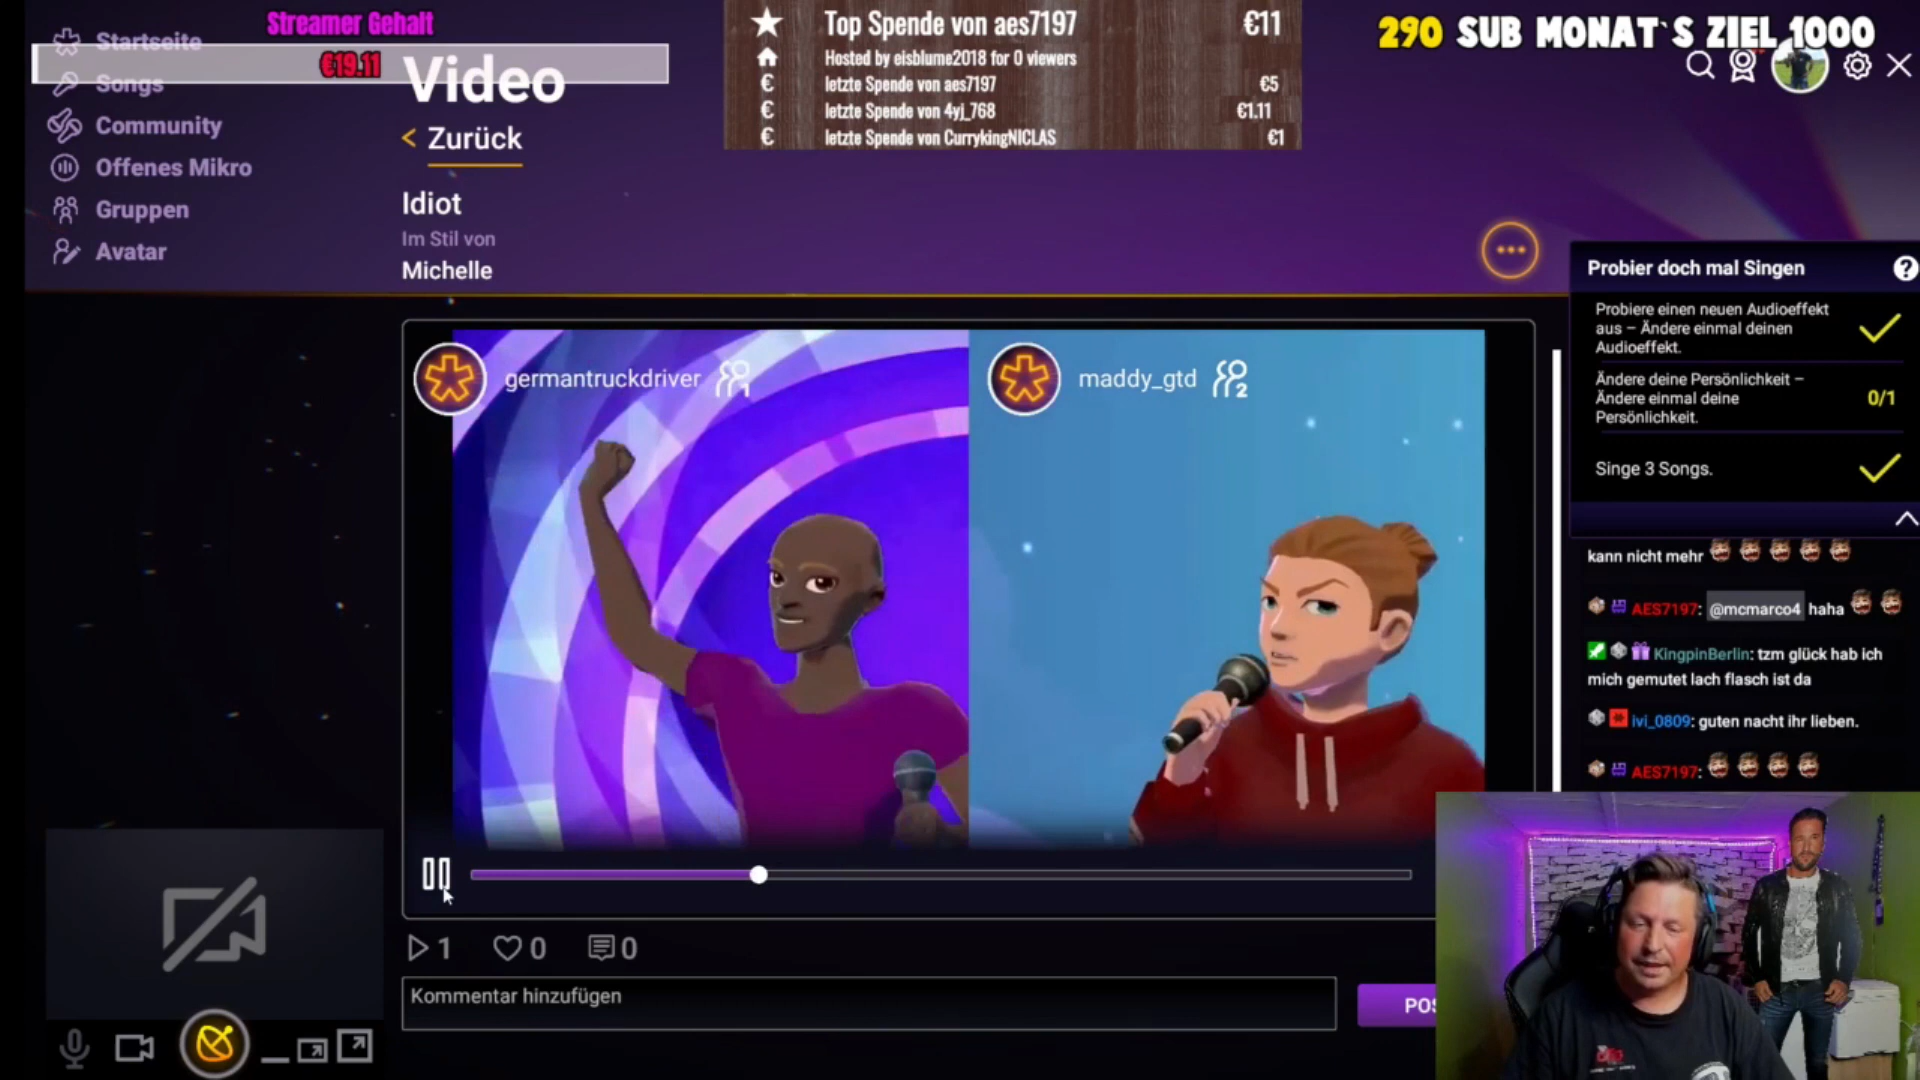 Streamer Gehalt
€19.11
Startseite
Songs
Community
Offenes Mikro
Gruppen
Avatar
Video
< Zurück
Idiot
Im Stil von
Michelle
Top Spende von aes7197 €11
Hosted by eisblume2018 for 0 viewers
€ letzte Spende von aes7197 €5
€ letzte Spende von 4yj_768 €1.11
€ letzte Spende von CurrykingNICLAS €1
290 SUB MONAT`S ZIEL 1000
Probier doch mal Singen ?
Probiere einen neuen Audioeffekt
aus – Ändere einmal deinen
Audioeffekt.
Ändere deine Persönlichkeit –
Ändere einmal deine
Persönlichkeit.
0/1
Singe 3 Songs.
germantruckdriver 1
maddy_gtd 2
kann nicht mehr
AES7197: @mcmarco4 haha
KingpinBerlin: tzm glück hab ich
mich gemutet lach flasch ist da
ivi_0809: guten nacht ihr lieben.
AES7197:
1 0 0
Kommentar hinzufügen
POS